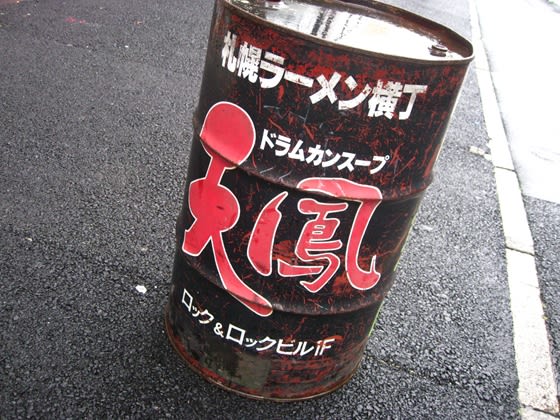 札幌ラーメン横丁
ドラムカンスープ
天鳳
ロック&ロックビル1F